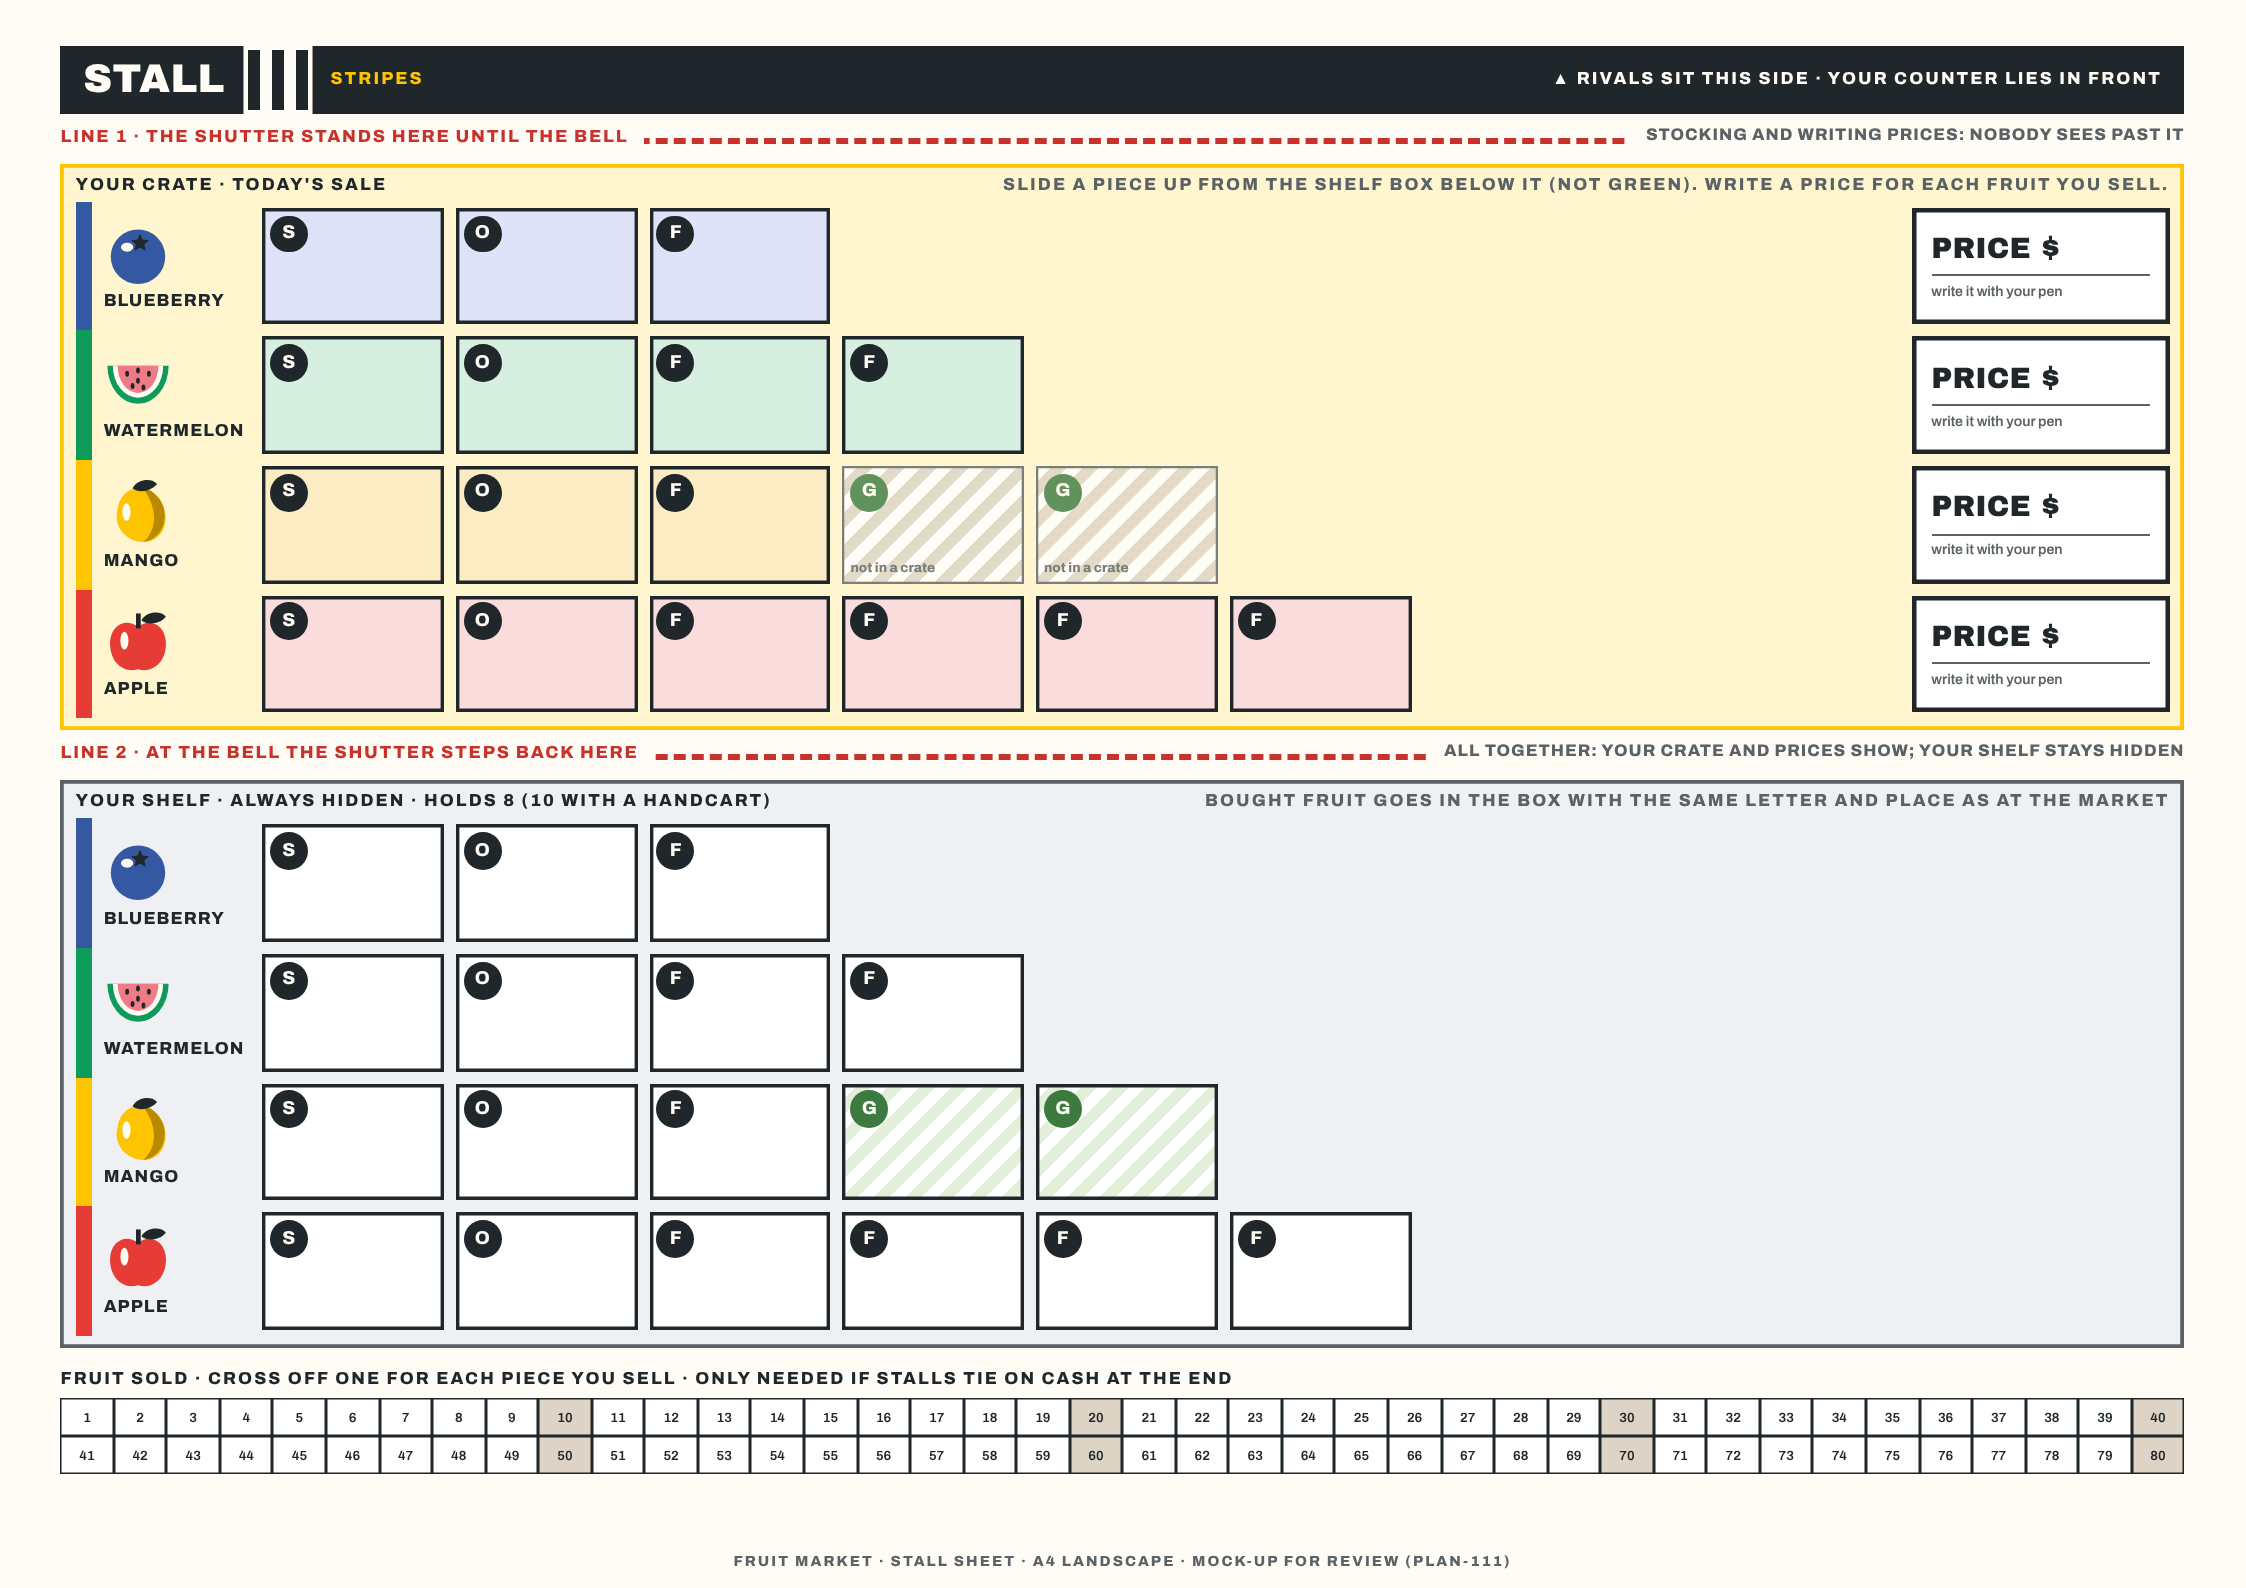 STALL STRIPES ▲ RIVALS SIT THIS SIDE · YOUR COUNTER LIES IN FRONT
LINE 1 · THE SHUTTER STANDS HERE UNTIL THE BELL STOCKING AND WRITING PRICES: NOBODY SEES PAST IT
YOUR CRATE · TODAY'S SALE SLIDE A PIECE UP FROM THE SHELF BOX BELOW IT (NOT GREEN). WRITE A PRICE FOR EACH FRUIT YOU SELL.
S O F
PRICE $
write it with your pen
BLUEBERRY
S O F F
PRICE $
write it with your pen
WATERMELON
S O F G G
PRICE $
write it with your pen
MANGO
not in a crate not in a crate
S O F F F F
PRICE $
write it with your pen
APPLE
LINE 2 · AT THE BELL THE SHUTTER STEPS BACK HERE ALL TOGETHER: YOUR CRATE AND PRICES SHOW; YOUR SHELF STAYS HIDDEN
YOUR SHELF · ALWAYS HIDDEN · HOLDS 8 (10 WITH A HANDCART) BOUGHT FRUIT GOES IN THE BOX WITH THE SAME LETTER AND PLACE AS AT THE MARKET
S O F
BLUEBERRY
S O F F
WATERMELON
S O F G G
MANGO
S O F F F F
APPLE
FRUIT SOLD · CROSS OFF ONE FOR EACH PIECE YOU SELL · ONLY NEEDED IF STALLS TIE ON CASH AT THE END
1 2 3 4 5 6 7 8 9 10 11 12 13 14 15 16 17 18 19 20 21 22 23 24 25 26 27 28 29 30 31 32 33 34 35 36 37 38 39 40
41 42 43 44 45 46 47 48 49 50 51 52 53 54 55 56 57 58 59 60 61 62 63 64 65 66 67 68 69 70 71 72 73 74 75 76 77 78 79 80
FRUIT MARKET · STALL SHEET · A4 LANDSCAPE · MOCK-UP FOR REVIEW (PLAN-111)